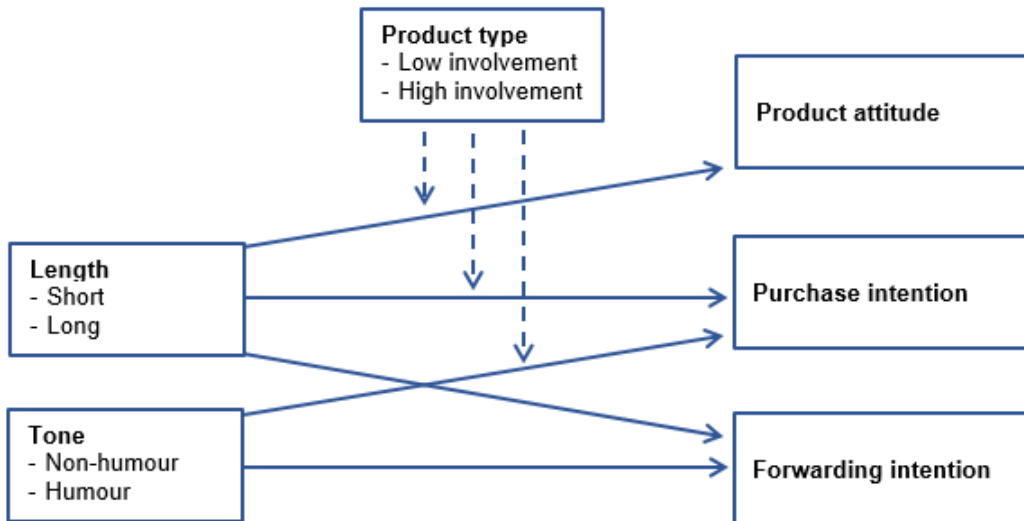 Product type
- Low involvement
- High involvement
Product attitude
Length
- Short
- Long
Purchase intention
Tone
- Non-humour
- Humour
Forwarding intention